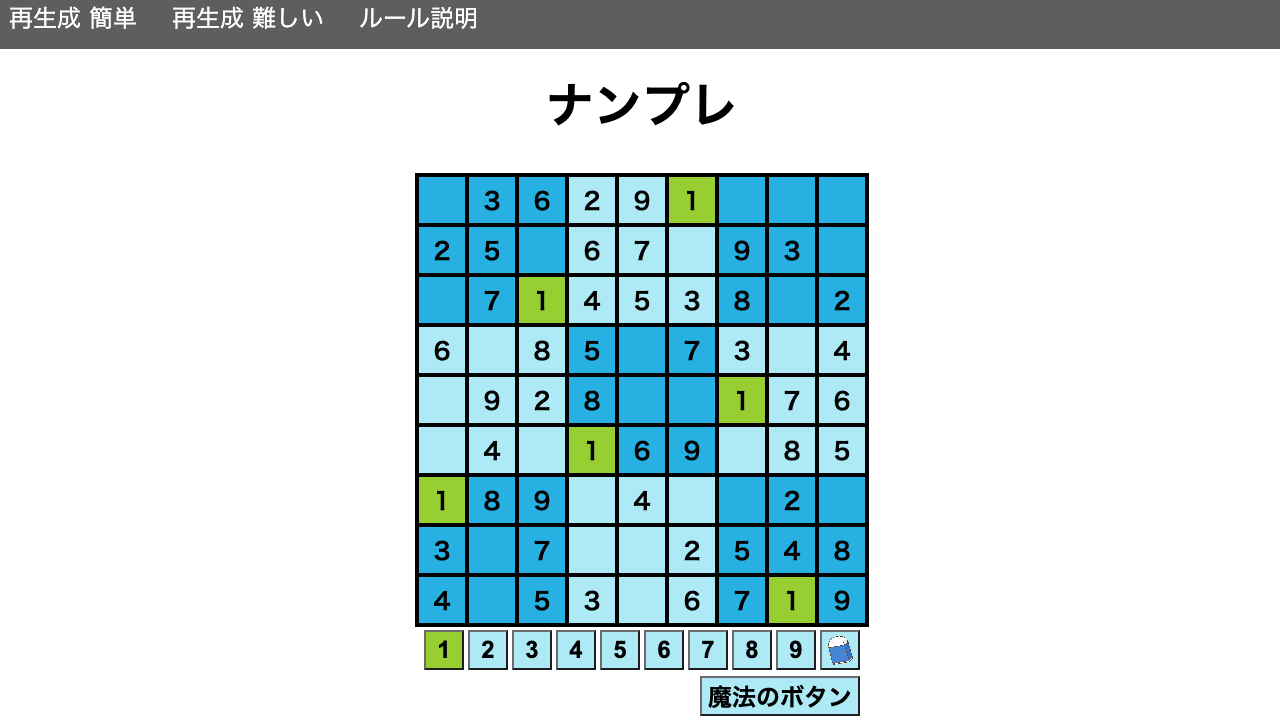 再生成 簡単 再生成 難しい ルール説明
ナンプレ
3 6 2 9 1
2 5 6 7 9 3
7 1 4 5 3 8 2
6 8 5 7 3 4
9 2 8 1 7 6
4 1 6 9 8 5
1 8 9 4 2
3 7 2 5 4 8
4 5 3 6 7 1 9
1 2 3 4 5 6 7 8 9
魔法のボタン